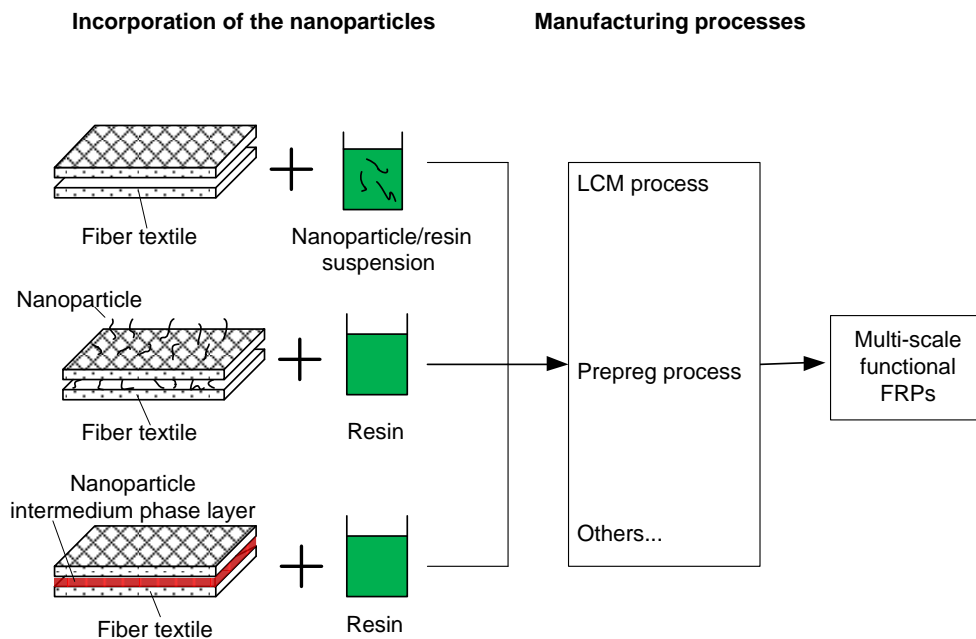 Incorporation of the nanoparticles
Manufacturing processes
Fiber textile
Nanoparticle/resin
suspension
Nanoparticle
Fiber textile
Resin
Nanoparticle
intermedium phase layer
Fiber textile
Resin
LCM process
Prepreg process
Others...
Multi-scale
functional
FRPs